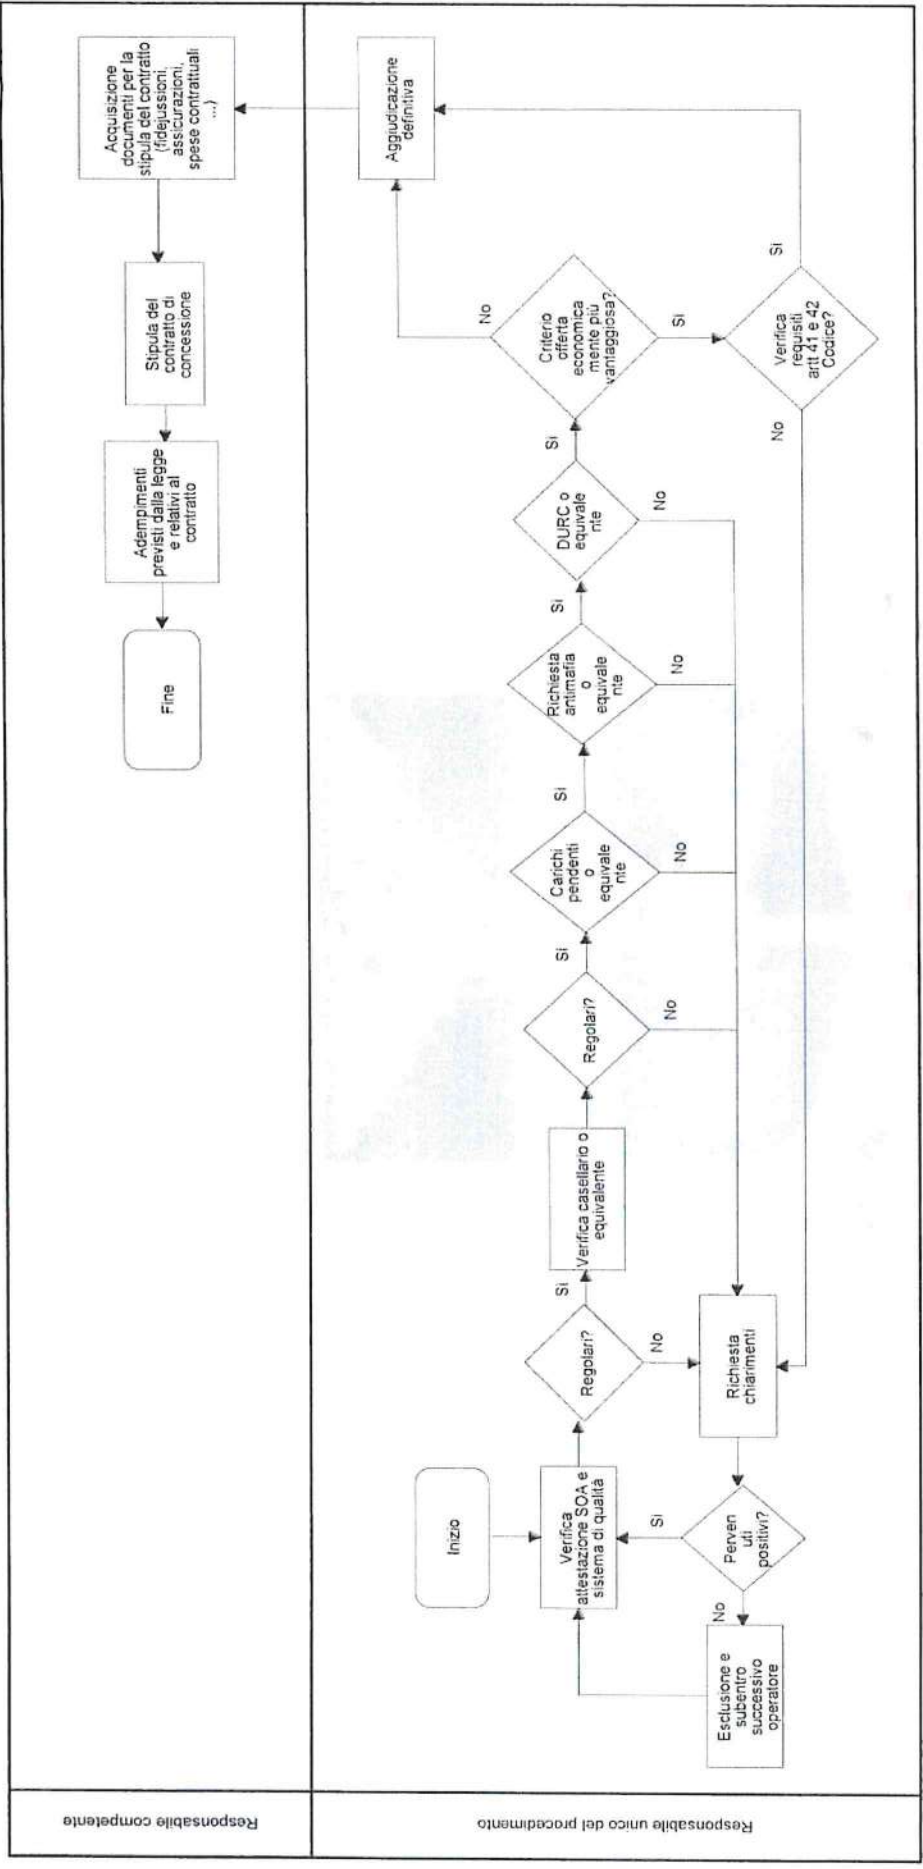 Responsabile competente
Acquisizione
documenti per la
stipula del contratto
(fidejussioni,
assicurazioni,
spese contrattuali
...)
Stipula del
contratto di
concessione
Adempimenti
previsti dalla legge
e relativi al
contratto
Fine
Responsabile unico del procedimento
Inizio
Verifica
attestazione SOA e
sistema di qualità
Regolari?
Si
No
Verifica casellario o
equivalente
Regolari?
Si
No
Carichi
pendenti
o
equivale
nte
Si
No
Richiesta
antimafia
o
equivale
nte
Si
No
DURC o
equivale
nte
Si
No
Criterio
offerta
economica
mente più
vantaggiosa?
No
Si
Verifica
requisiti
artt 41 e 42
Codice?
Si
No
Aggiudicazione
definitiva
Richiesta
chiarimenti
Perven
uti
positivi?
Si
No
Esclusione e
subentro
successivo
operatore